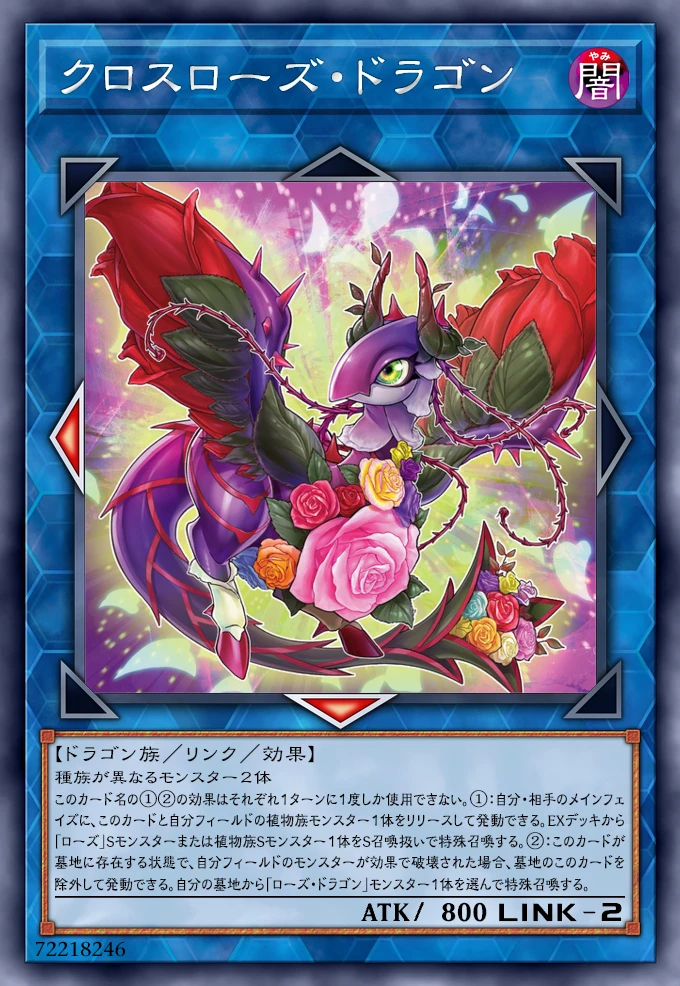 クロスローズ・ドラゴン
やみ
闇
【ドラゴン族／リンク／効果】
種族が異なるモンスター２体
このカード名の①②の効果はそれぞれ１ターンに１度しか使用できない。①：自分・相手のメインフェ
イズに、このカードと自分フィールドの植物族モンスター１体をリリースして発動できる。EXデッキから
「ローズ」Sモンスターまたは植物族Sモンスター１体をS召喚扱いで特殊召喚する。②：このカードが
墓地に存在する状態で、自分フィールドのモンスターが効果で破壊された場合、墓地のこのカードを
除外して発動できる。自分の墓地から「ローズ・ドラゴン」モンスター１体を選んで特殊召喚する。
ATK/ 800 LINK-2
72218246